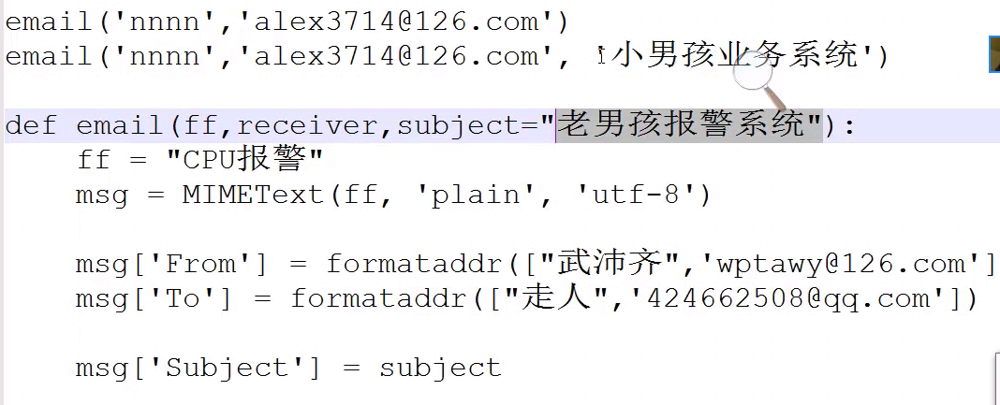 email('nnnn','alex3714@126.com')
email('nnnn','alex3714@126.com', '小男孩业务系统')
def email(ff,receiver,subject="老男孩报警系统"):
ff = "CPU报警"
msg = MIMEText(ff, 'plain', 'utf-8')
msg['From'] = formataddr(["武沛齐",'wptawy@126.com']
msg['To'] = formataddr(["走人",'424662508@qq.com'])
msg['Subject'] = subject